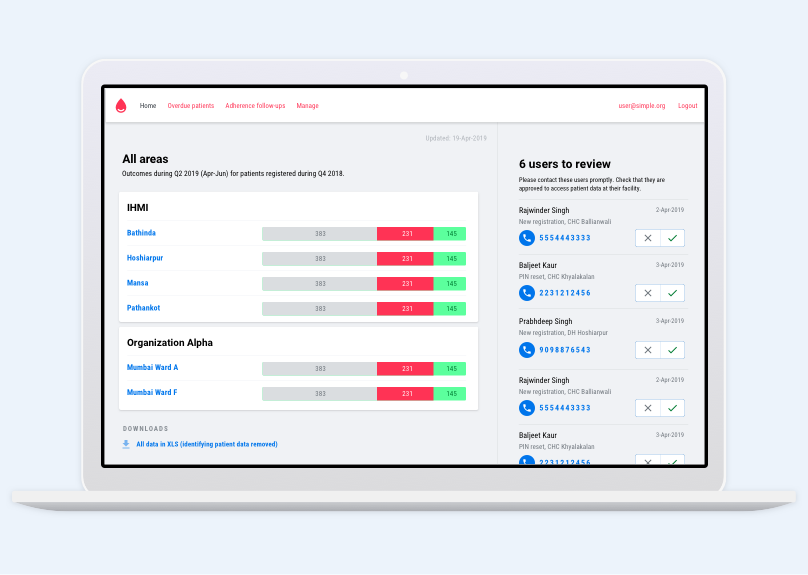 Home Overdue patients Adherence follow-ups Manage user@simple.org Logout
Updated: 19-Apr-2019
All areas
Outcomes during Q2 2019 (Apr-Jun) for patients registered during Q4 2018.
IHMI
Bathinda 383 231 145
Hoshiarpur 383 231 145
Mansa 383 231 145
Pathankot 383 231 145
Organization Alpha
Mumbai Ward A 383 231 145
Mumbai Ward F 383 231 145
DOWNLOADS
All data in XLS (identifying patient data removed)
6 users to review
Please contact these users promptly. Check that they are
approved to access patient data at their facility.
Rajwinder Singh 2-Apr-2019
New registration, CHC Ballianwali
5554443333
Baljeet Kaur 3-Apr-2019
PIN reset, CHC Khyalakalan
2231212456
Prabhdeep Singh 3-Apr-2019
New registration, DH Hoshiarpur
9098876543
Rajwinder Singh 2-Apr-2019
New registration, CHC Ballianwali
5554443333
Baljeet Kaur 3-Apr-2019
PIN reset, CHC Khyalakalan
2231212456